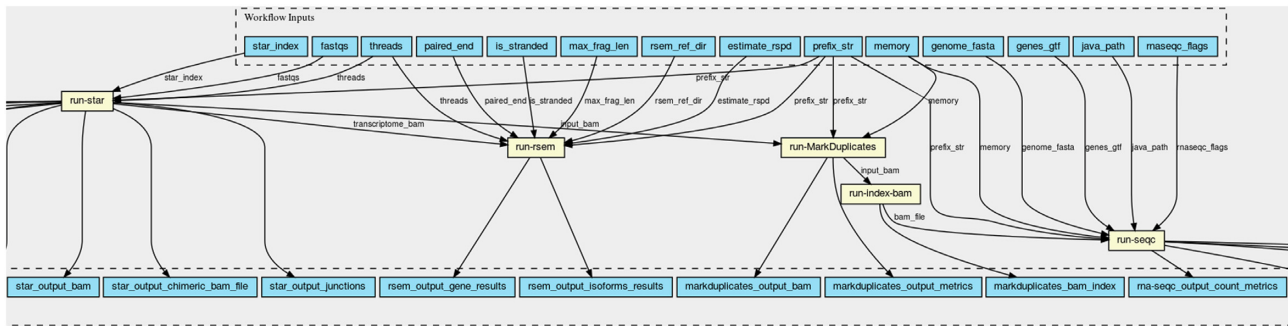 Workflow Inputs
star_index fastqs threads paired_end is_stranded max_frag_len rsem_ref_dir estimate_rspd prefix_str memory genome_fasta genes_gtf java_path rnaseq_flags
star_index fastqs threads prefix_str
run-star threads paired_end is_stranded max_frag_len rsem_ref_dir estimate_rspd prefix_str prefix_str memory
transcriptome_bam input_bam
run-rsem run-MarkDuplicates prefix_str memory genome_fasta genes_gtf java_path rnaseq_flags
input_bam
run-index-bam
bam_file
run-seqc
star_output_bam star_output_chimeric_bam_file star_output_junctions rsem_output_gene_results rsem_output_isoforms_results markduplicates_output_bam markduplicates_output_metrics markduplicates_bam_index rna-seqc_output_count_metrics